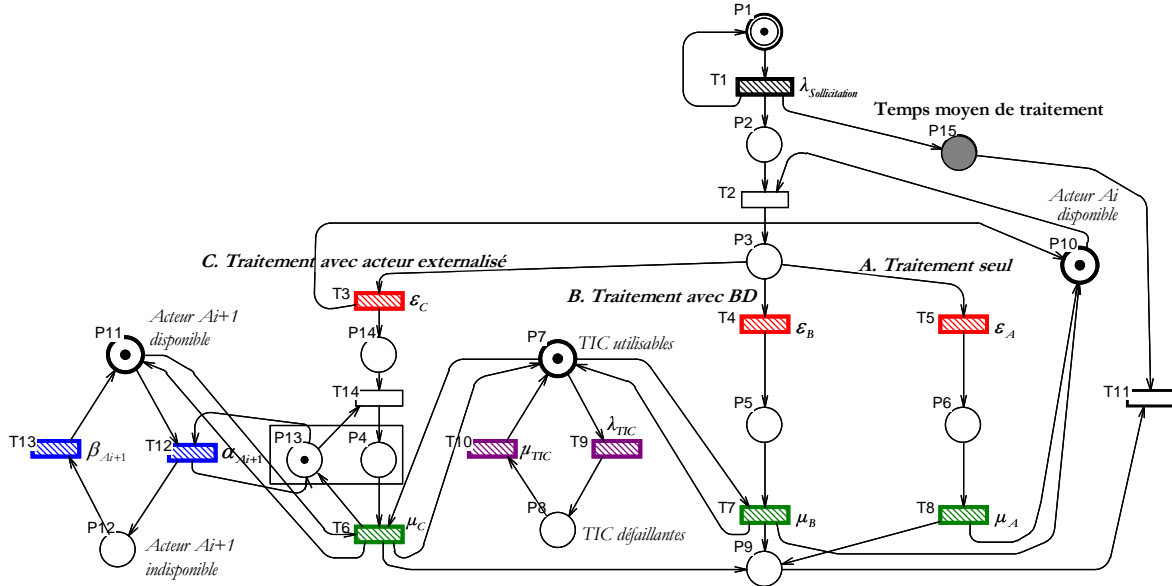 P1
T1
λSollicitation
Temps moyen de traitement
P2
P15
T2
Acteur Ai
disponible
P3
P10
C. Traitement avec acteur externalisé
A. Traitement seul
T3
εC
B. Traitement avec BD
Acteur Ai+1
disponible
P11
P14
P7
TIC utilisables
T4
εB
T5
εA
T14
T11
P5
P6
T13
βAi+1
T12
αAi+1
P13
P4
T10
μTIC
T9
λTIC
P12
Acteur Ai+1
indisponible
T6
μC
P8
TIC défaillantes
T7
μB
T8
μA
P9